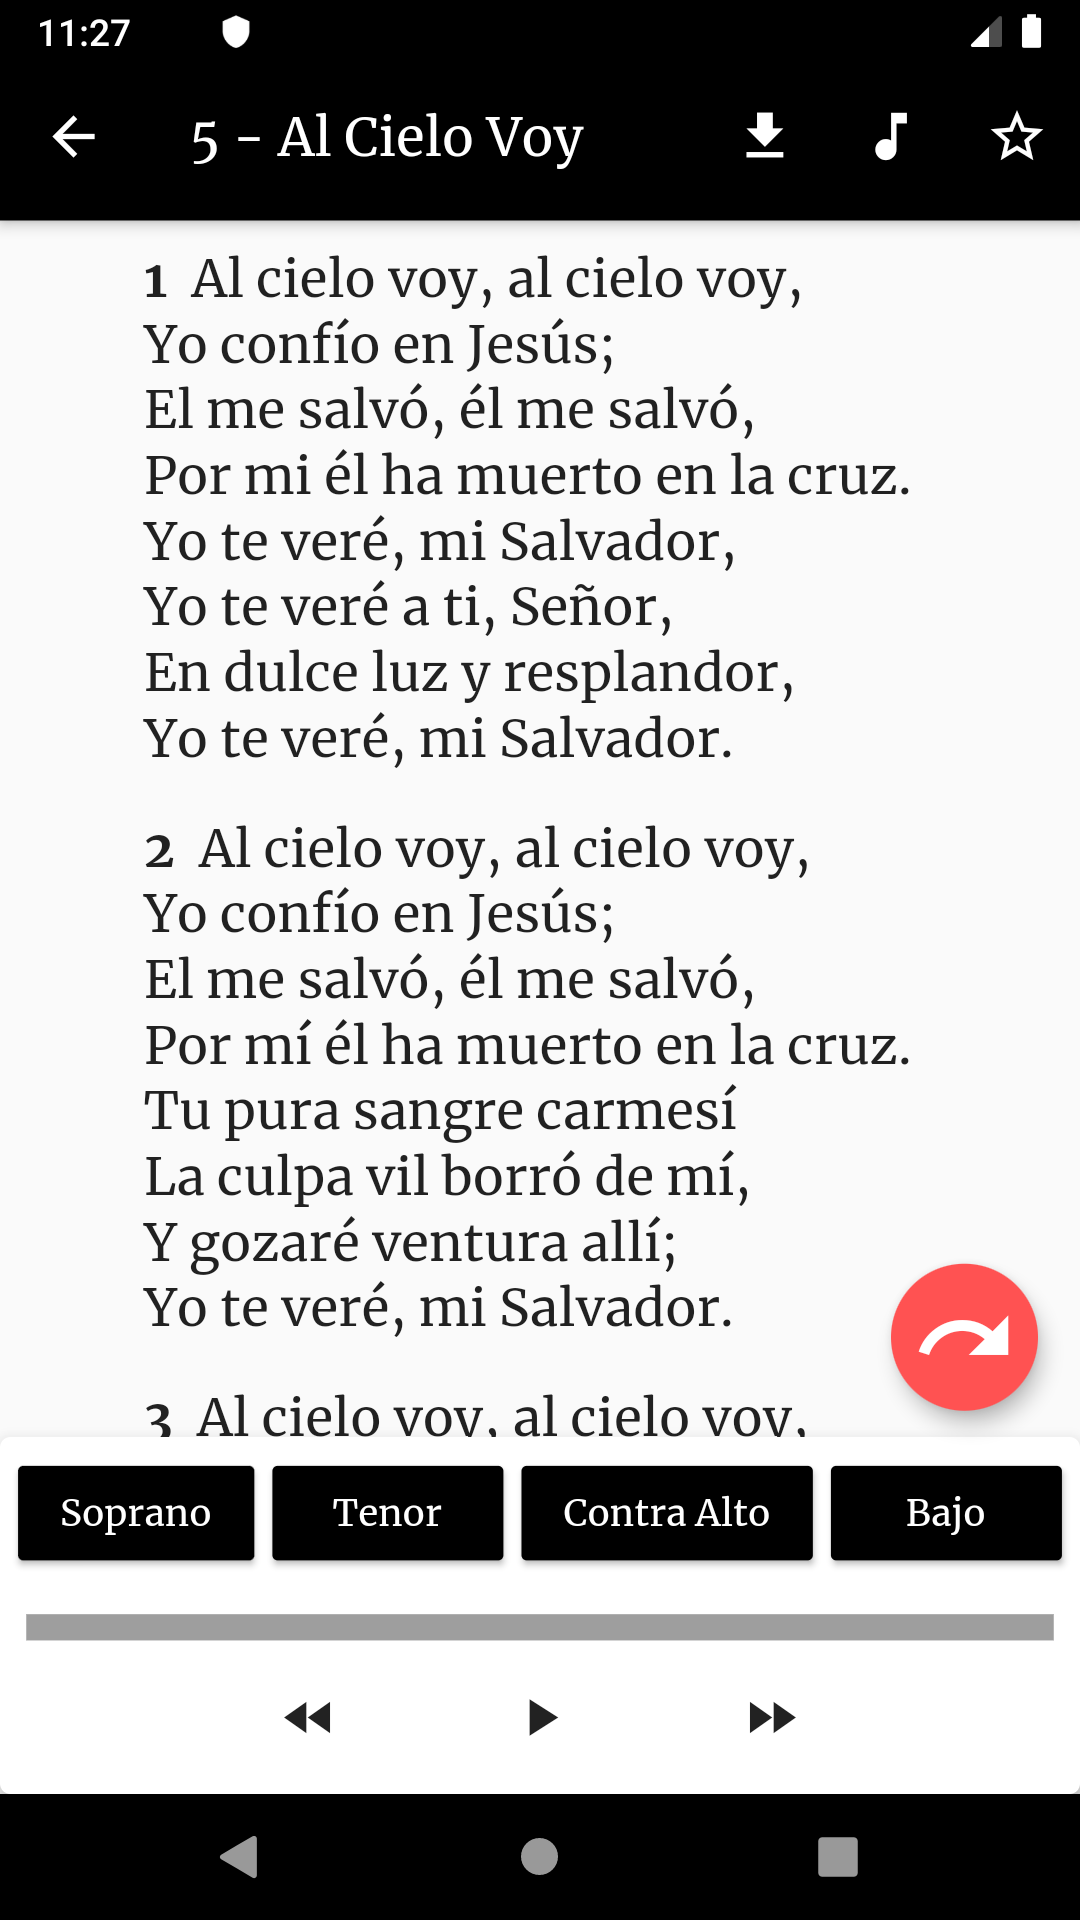 11:27
5 - Al Cielo Voy
1 Al cielo voy, al cielo voy,
Yo confío en Jesús;
El me salvó, él me salvó,
Por mi él ha muerto en la cruz.
Yo te veré, mi Salvador,
Yo te veré a ti, Señor,
En dulce luz y resplandor,
Yo te veré, mi Salvador.
2 Al cielo voy, al cielo voy,
Yo confío en Jesús;
El me salvó, él me salvó,
Por mí él ha muerto en la cruz.
Tu pura sangre carmesí
La culpa vil borró de mí,
Y gozaré ventura allí;
Yo te veré, mi Salvador.
3 Al cielo voy, al cielo voy,
Soprano Tenor Contra Alto Bajo